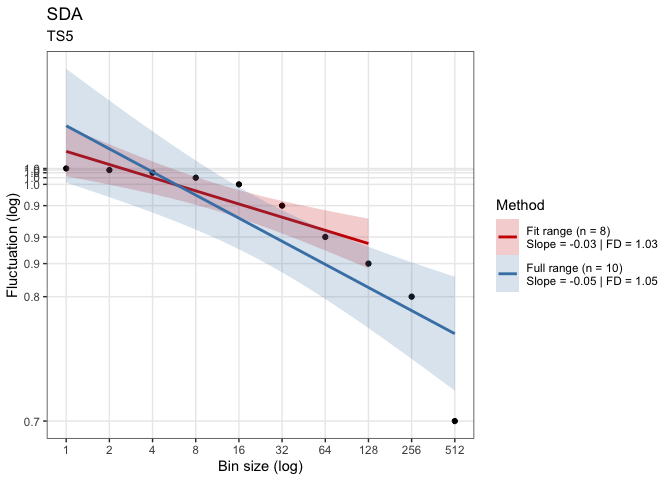 SDA
TS5
1.0
1.0
0.9
0.9
0.9
0.8
0.7
Fluctuation (log)
1 2 4 8 16 32 64 128 256 512
Bin size (log)
Method
Fit range (n = 8)
Slope = -0.03 | FD = 1.03
Full range (n = 10)
Slope = -0.05 | FD = 1.05